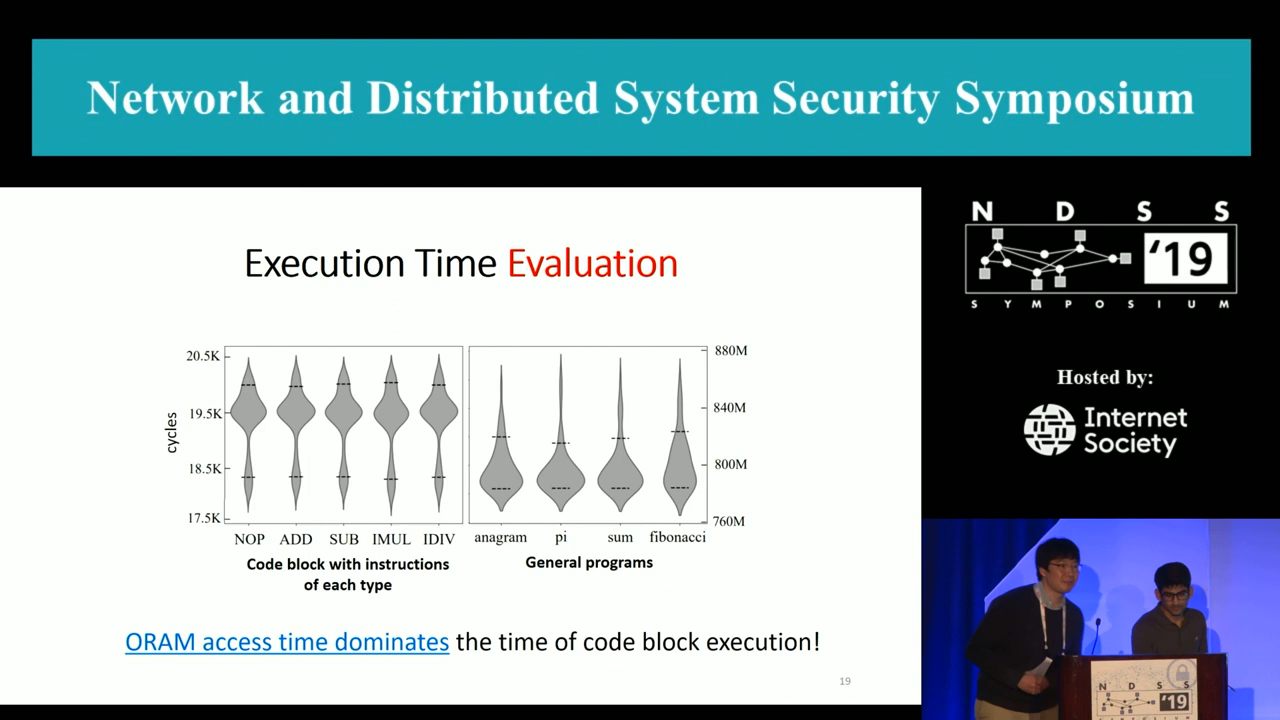 Network and Distributed System Security Symposium
N D S S
'19
SYMPOSIUM
Hosted by:
Internet
Society
Execution Time Evaluation
cycles
20.5K
19.5K
18.5K
17.5K
NOP ADD SUB IMUL IDIV
Code block with instructions
of each type
880M
840M
800M
760M
anagram pi sum fibonacci
General programs
ORAM access time dominates the time of code block execution!
19
N D S S
'19